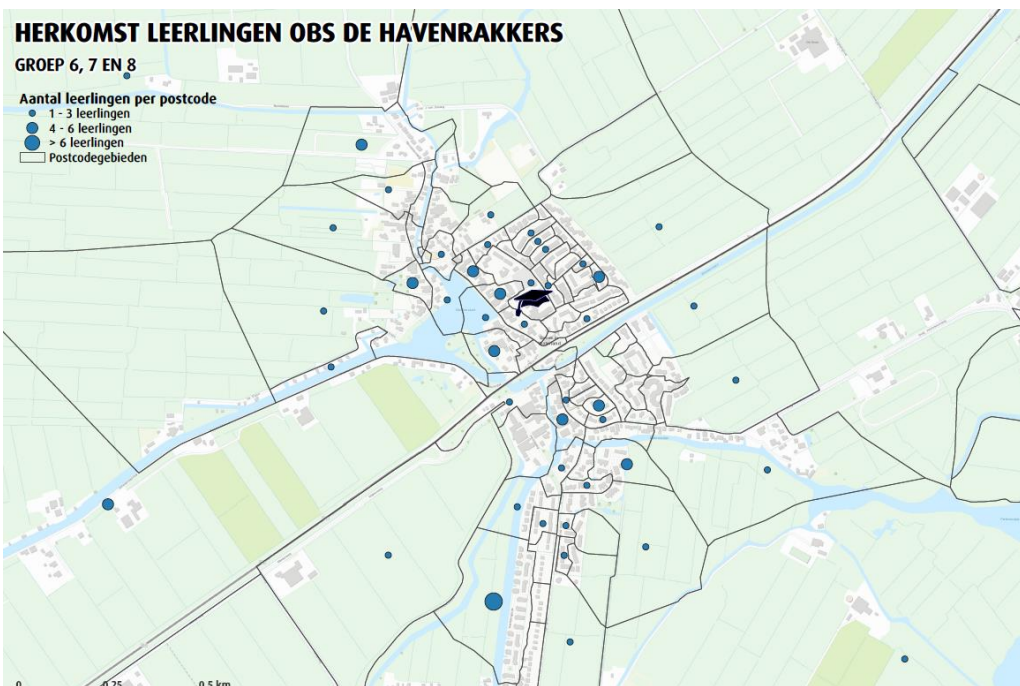 HERKOMST LEERLINGEN OBS DE HAVENRAKKERS
GROEP 6, 7 EN 8
Aantal leerlingen per postcode
1 - 3 leerlingen
4 - 6 leerlingen
> 6 leerlingen
Postcodegebieden
0 0,25 0,5 km